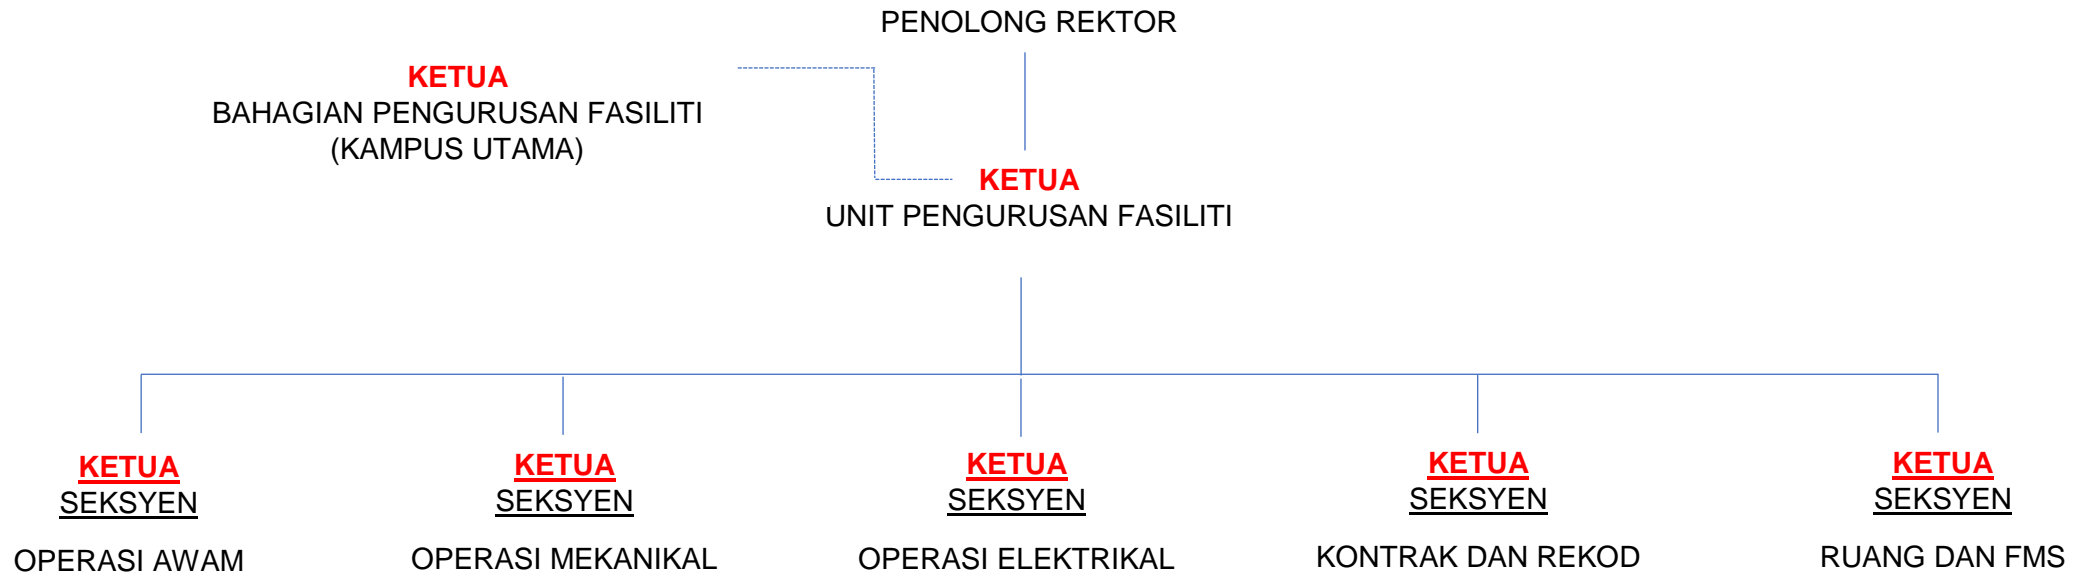 PENOLONG REKTOR
KETUA
BAHAGIAN PENGURUSAN FASILITI
(KAMPUS UTAMA)
KETUA
UNIT PENGURUSAN FASILITI
KETUA
SEKSYEN
OPERASI AWAM
KETUA
SEKSYEN
OPERASI MEKANIKAL
KETUA
SEKSYEN
OPERASI ELEKTRIKAL
KETUA
SEKSYEN
KONTRAK DAN REKOD
KETUA
SEKSYEN
RUANG DAN FMS